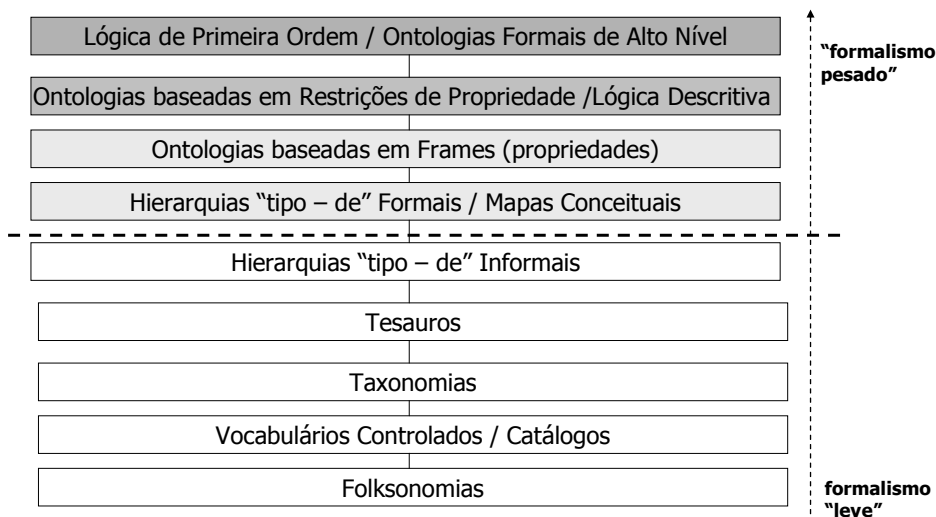 Lógica de Primeira Ordem / Ontologias Formais de Alto Nível
"formalismo
pesado"
Ontologias baseadas em Restrições de Propriedade /Lógica Descritiva
Ontologias baseadas em Frames (propriedades)
Hierarquias "tipo – de" Formais / Mapas Conceituais
Hierarquias "tipo – de" Informais
Tesauros
Taxonomias
Vocabulários Controlados / Catálogos
Folksonomias
formalismo
"leve"